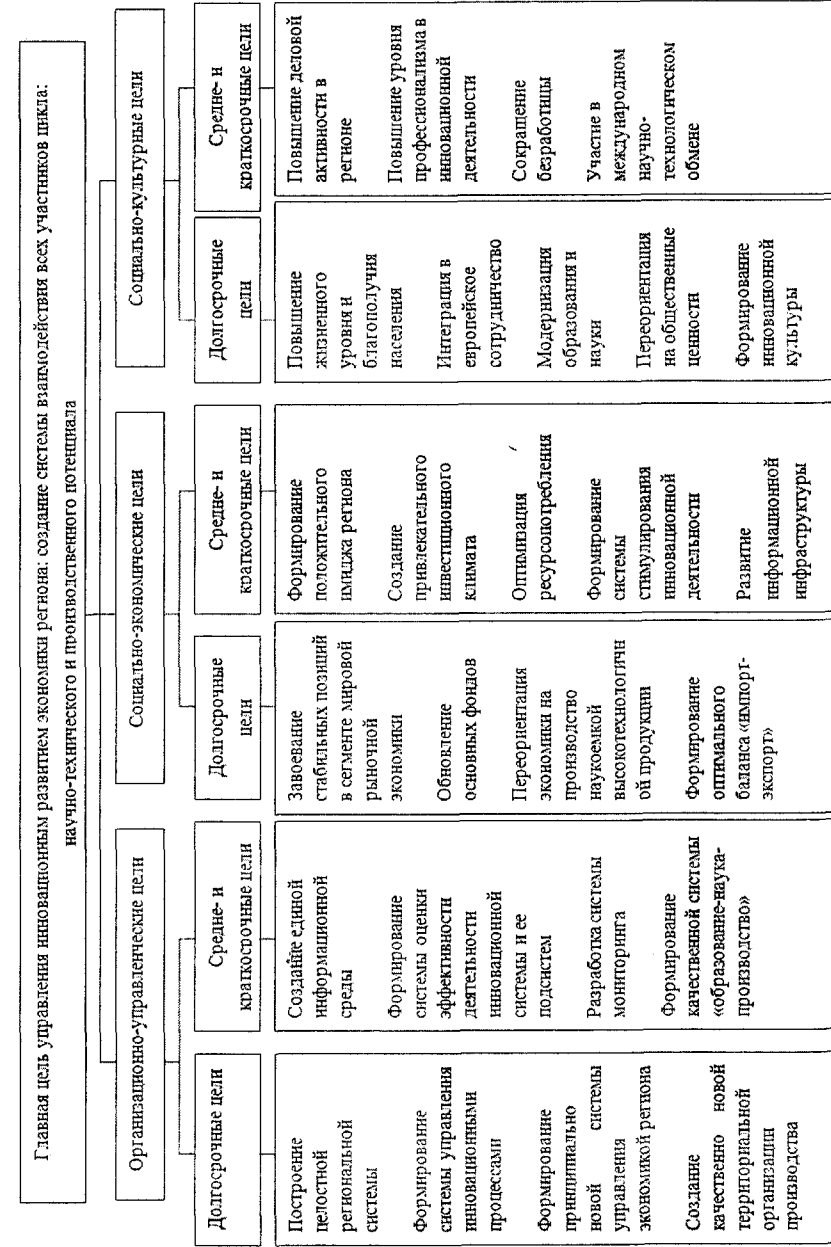 Главная цель управления инновационным развитием экономики региона: создание системы взаимодействия всех участников цикла:
научно-технического и производственного потенциала
Организационно-управленческие цели
Долгосрочные цели
Построение
целостной
региональной
системы
Формирование
системы управления
инновационными
процессами
Формирование
принципиально
новой системы
управления
экономикой региона
Создание
качественно новой
территориальной
организации
производства
Средне- и
краткосрочные цели
Создание единой
информационной
среды
Формирование
системы оценки
эффективности
деятельности
инновационной
системы и ее
подсистем
Разработка системы
мониторинга
Формирование
качественной системы
«образование-наука-
производство»
Социально-экономические цели
Долгосрочные
цели
Завоевание
стабильных позиций
в сегменте мировой
рыночной
экономики
Обновление
основных фондов
Переориентация
экономики на
производство
наукоемкой
высокотехнологичн
ой продукции
Формирование
оптимального
баланса «импорт-
экспорт»
Средне- и
краткосрочные цели
Формирование
положительного
имиджа региона
Создание
привлекательного
инвестиционного
климата
Оптимизация
ресурсопотребления
Формирование
системы
стимулирования
инновационной
деятельности
Развитие
информационной
инфраструктуры
Социально-культурные цели
Долгосрочные
цели
Повышение
жизненного
уровня и
благополучия
населения
Интеграция в
европейское
сотрудничество
Модернизация
образования и
науки
Переориентация
на общественные
ценности
Формирование
инновационной
культуры
Средне- и
краткосрочные цели
Повышение деловой
активности в
регионе
Повышение уровня
профессионализма в
инновационной
деятельности
Сокращение
безработицы
Участие в
международном
научно-
технологическом
обмене